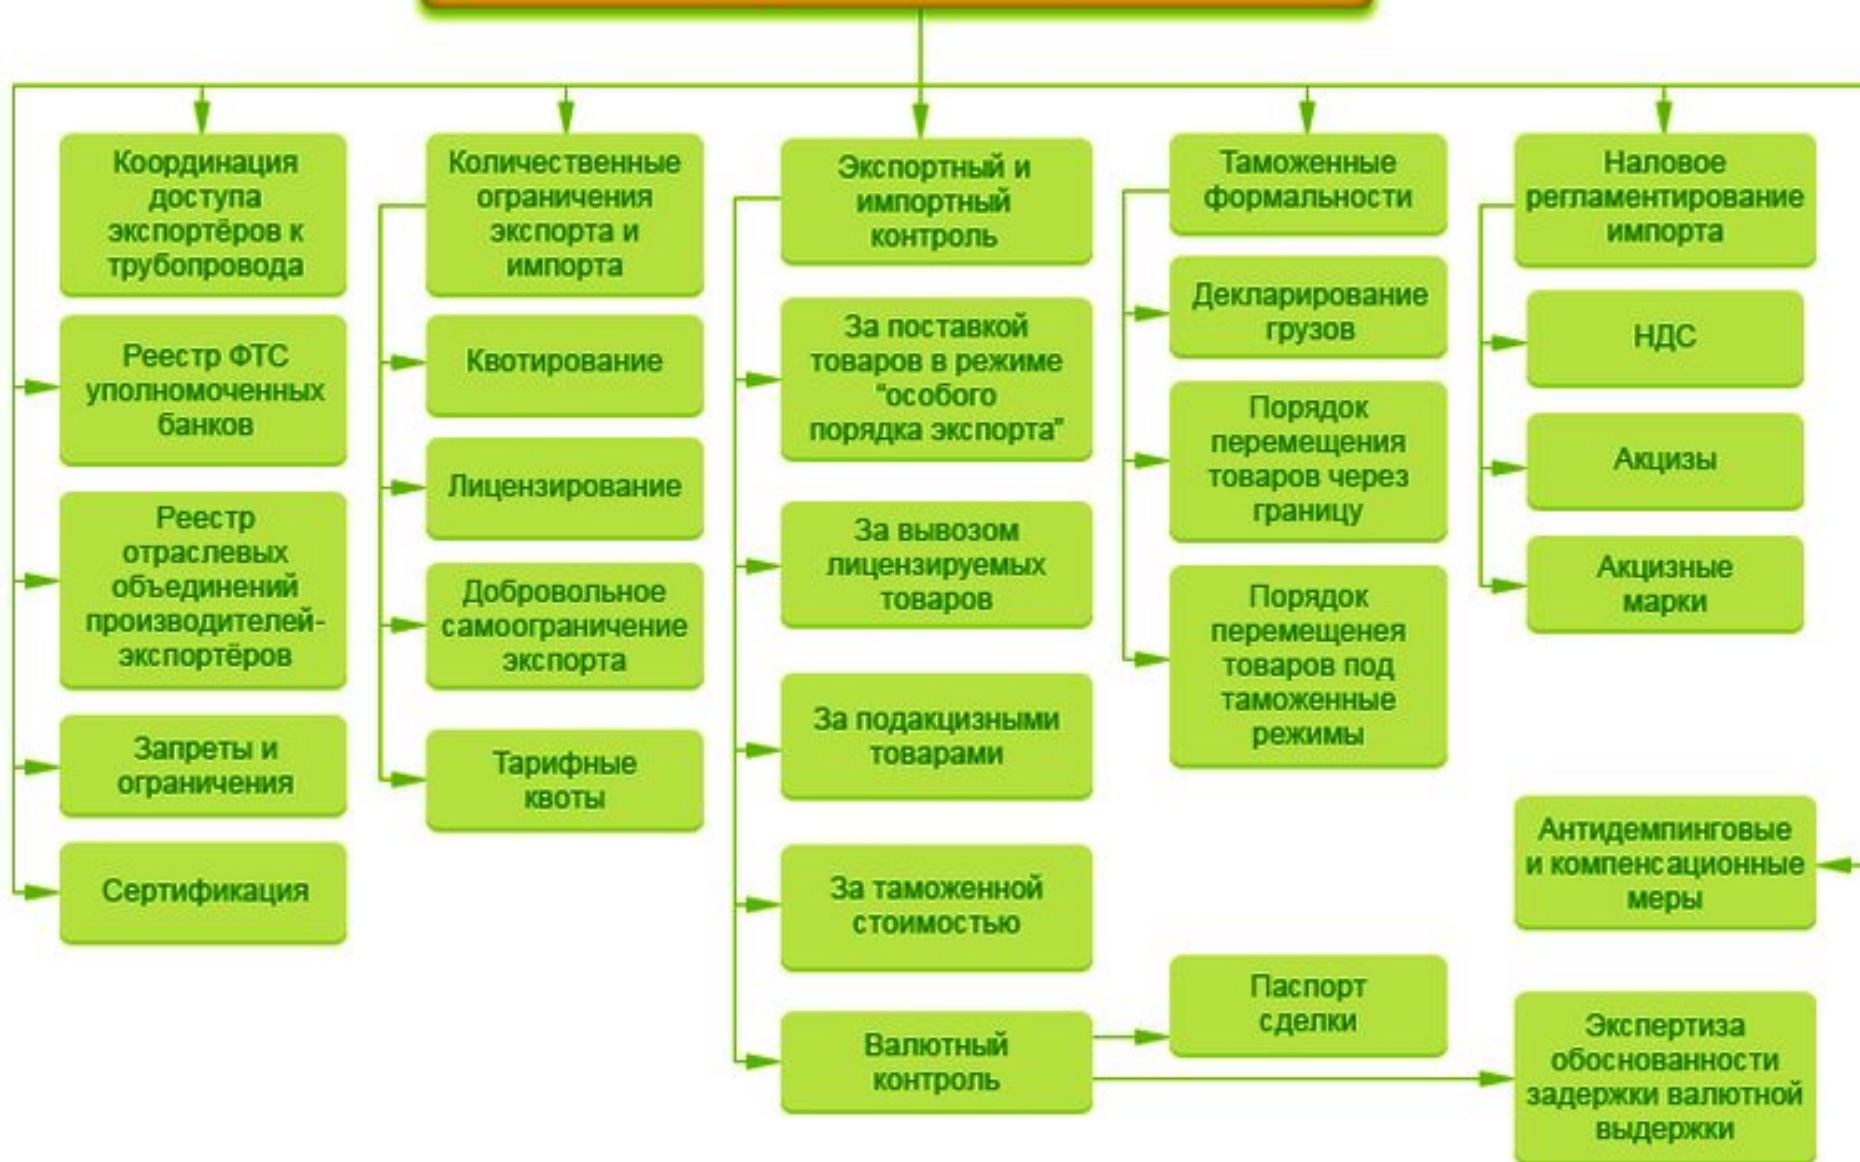 Координация
доступа
экспортёров к
трубопровода
Реестр ФТС
уполномоченных
банков
Реестр
отраслевых
объединений
производителей-
экспортёров
Запреты и
ограничения
Сертификация
Количественные
ограничения
экспорта и
импорта
Квотирование
Лицензирование
Добровольное
самоограничение
экспорта
Тарифные
квоты
Экспортный и
импортный
контроль
За поставкой
товаров в режиме
"особого
порядка экспорта"
За вывозом
лицензируемых
товаров
За подакцизными
товарами
За таможенной
стоимостью
Валютный
контроль
Таможенные
формальности
Декларирование
грузов
Порядок
перемещения
товаров через
границу
Порядок
перемещенея
товаров под
таможенные
режимы
Паспорт
сделки
Наловое
регламентирование
импорта
НДС
Акцизы
Акцизные
марки
Антидемпинговые
и компенсационные
меры
Экспертиза
обоснованности
задержки валютной
выдержки